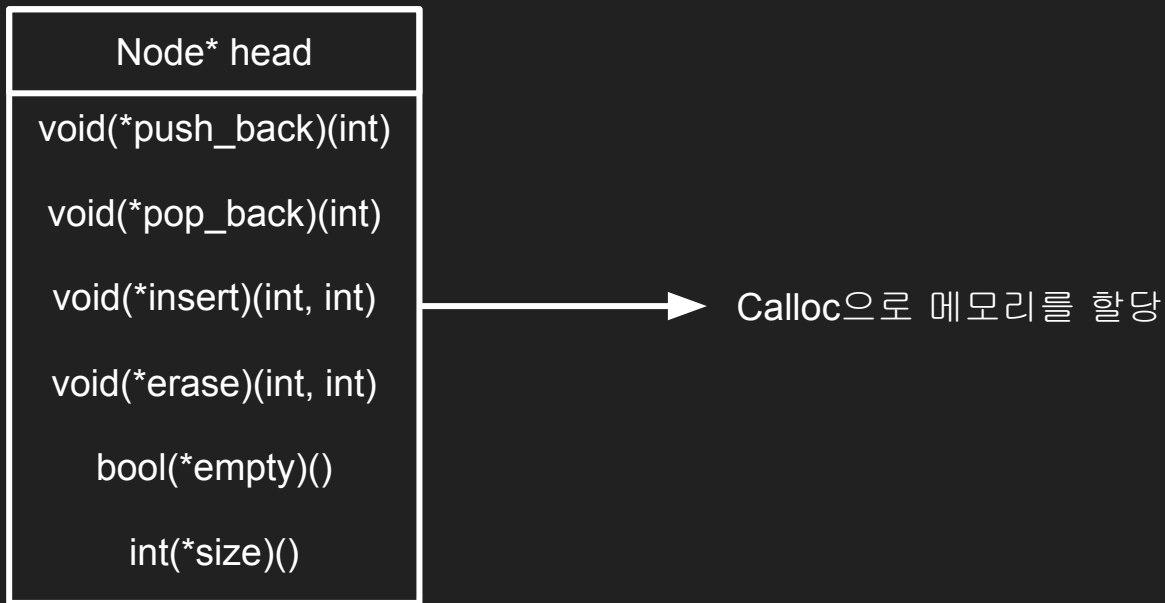 Node* head
void(*push_back)(int)
void(*pop_back)(int)
void(*insert)(int, int)
Calloc으로 메모리를 할당
void(*erase)(int, int)
bool(*empty)()
int(*size)()